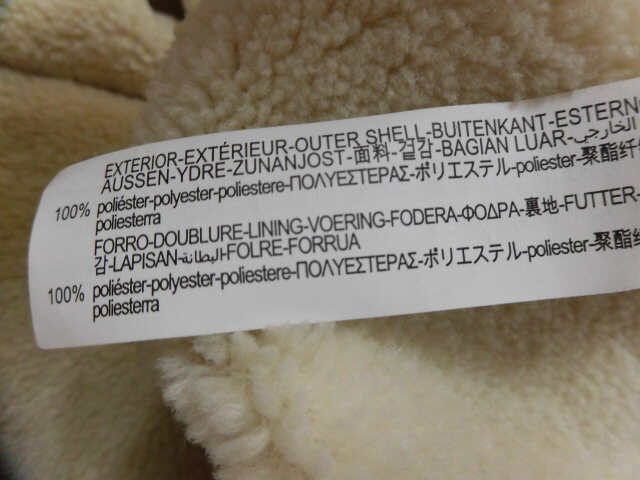 EXTERIOR-EXTÉRIEUR-OUTER SHELL-BUITENKANT-ESTERN
AUSSEN-YDRE-ZUNANJOST-面料-겉감-BAGIAN LUAR-الخارجي
100% poliéster-polyester-poliestere-ΠΟΛΥΕΣΤΕΡΑΣ-ポリエステル-poliester-聚酯纤
poliesterra
FORRO-DOUBLURE-LINING-VOERING-FODERA-ΦΟΔΡΑ-裏地-FUTTER-
감-LAPISAN-البطانة-FOLRE-FORRUA
100% poliéster-polyester-poliestere-ΠΟΛΥΕΣΤΕΡΑΣ-ポリエステル-poliester-聚酯
poliesterra